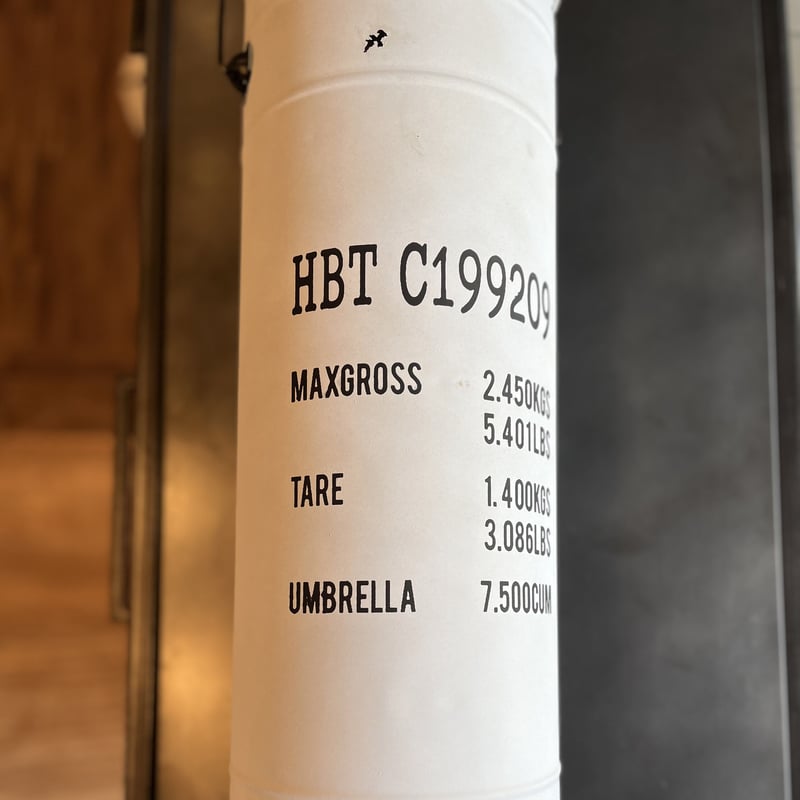 HBT C199209
MAXGROSS 2.450KGS
5.401LBS
TARE 1.400KGS
3.086LBS
UMBRELLA 7.500CUM